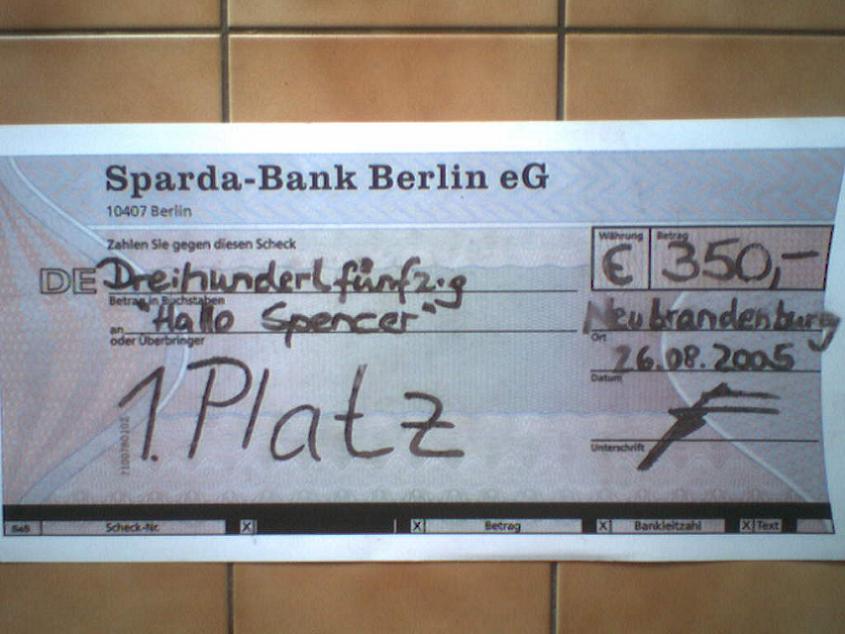 Sparda-Bank Berlin eG
10407 Berlin
Zahlen Sie gegen diesen Scheck
Währung Betrag
€ 350,-
DE Dreihundertfünfzig
Betrag in Buchstaben
an "Hallo Spencer"
oder Überbringer
Neubrandenburg
Ort
26.08.2005
Datum
1. Platz
Unterschrift
Scheck-Nr. X X Betrag X Bankleitzahl X Text